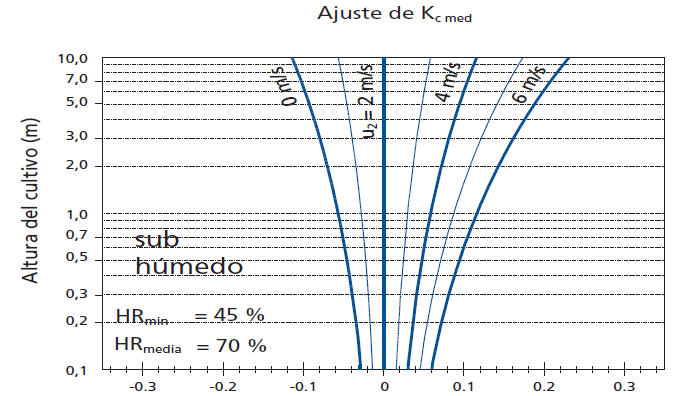 Ajuste de Kc med
Altura del cultivo (m)
10,0
7,0
5,0
3,0
2,0
1,0
0,7
0,5
0,3
0,2
0,1
0 m/s
u2 = 2 m/s
4 m/s
6 m/s
sub
húmedo
HRmin = 45 %
HRmedia = 70 %
-0.3 -0.2 -0.1 0 0.1 0.2 0.3